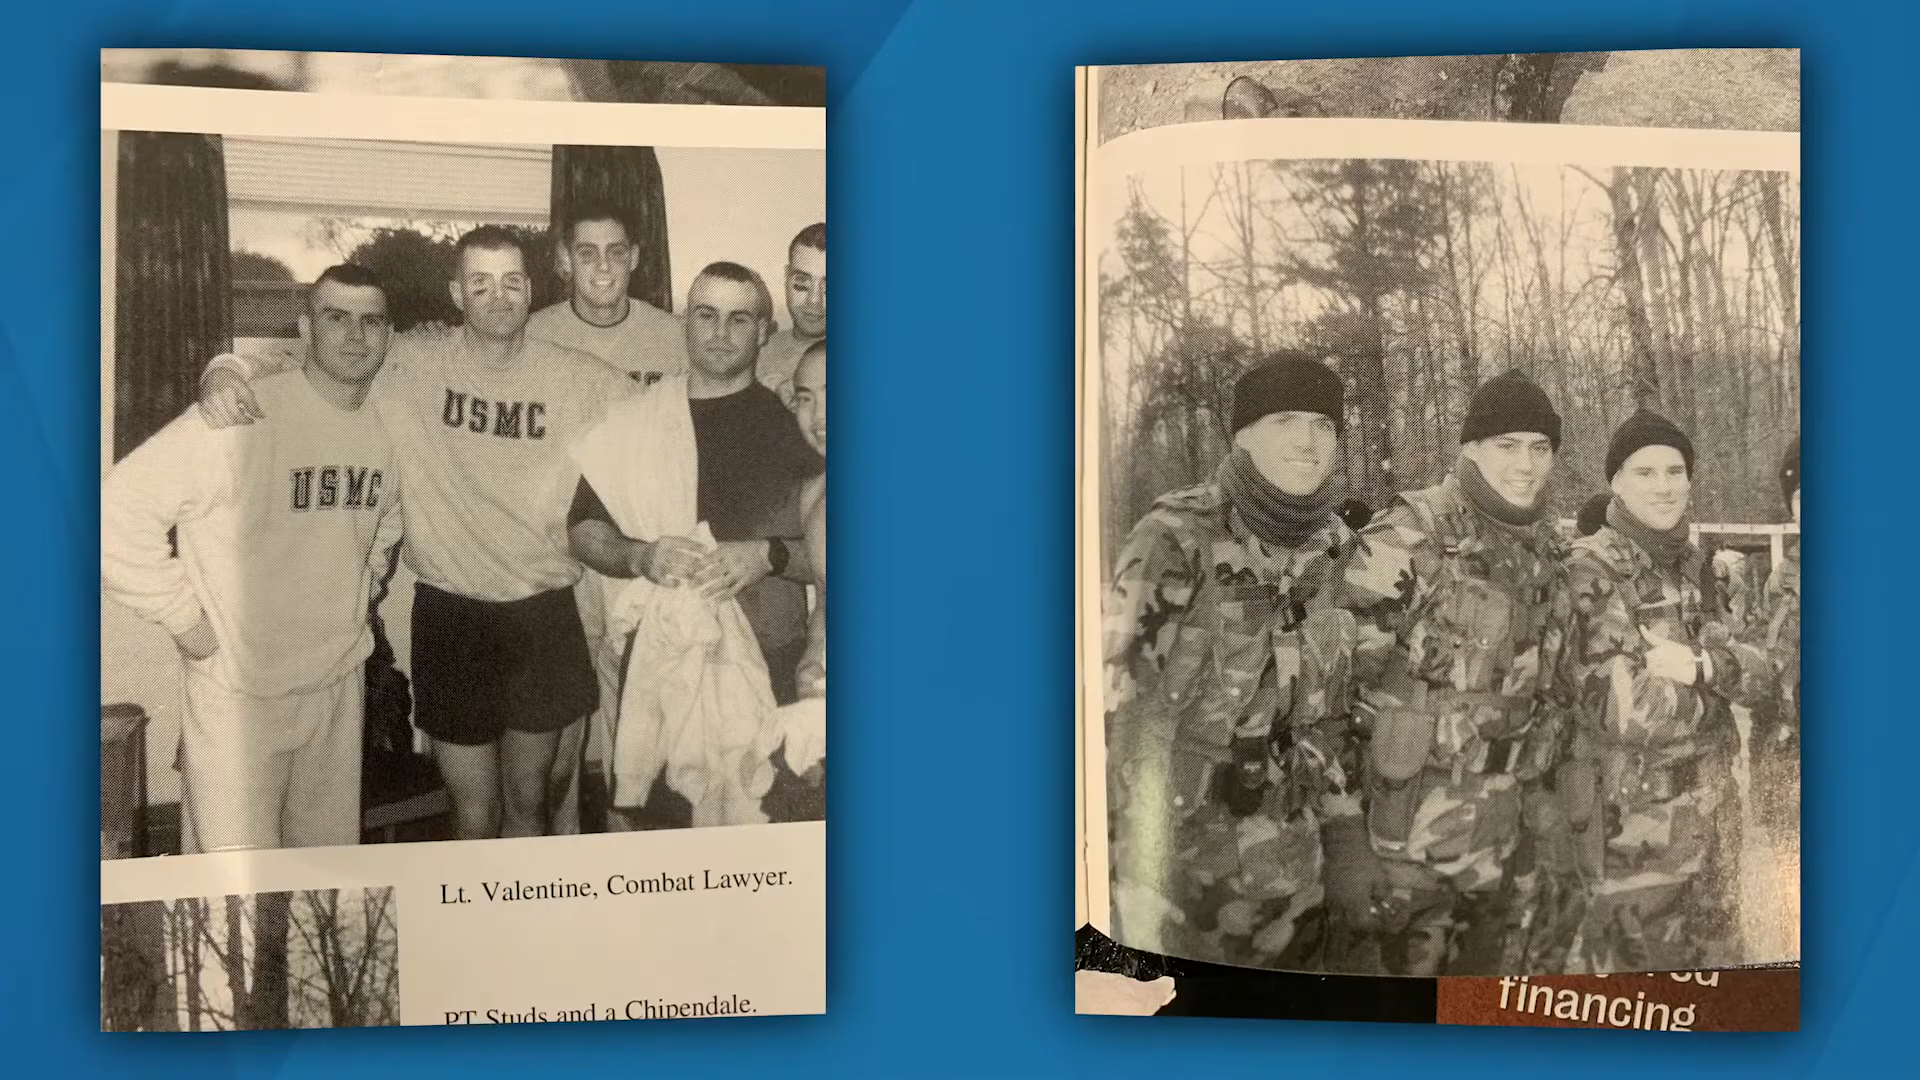 USMC
USMC
Lt. Valentine, Combat Lawyer.
PT Studs and a Chipendale.
financing